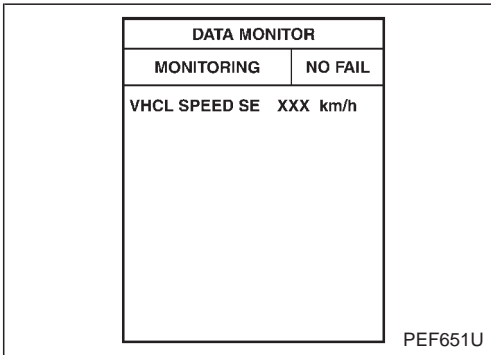 DATA MONITOR
MONITORING NO FAIL
VHCL SPEED SE XXX km/h
PEF651U